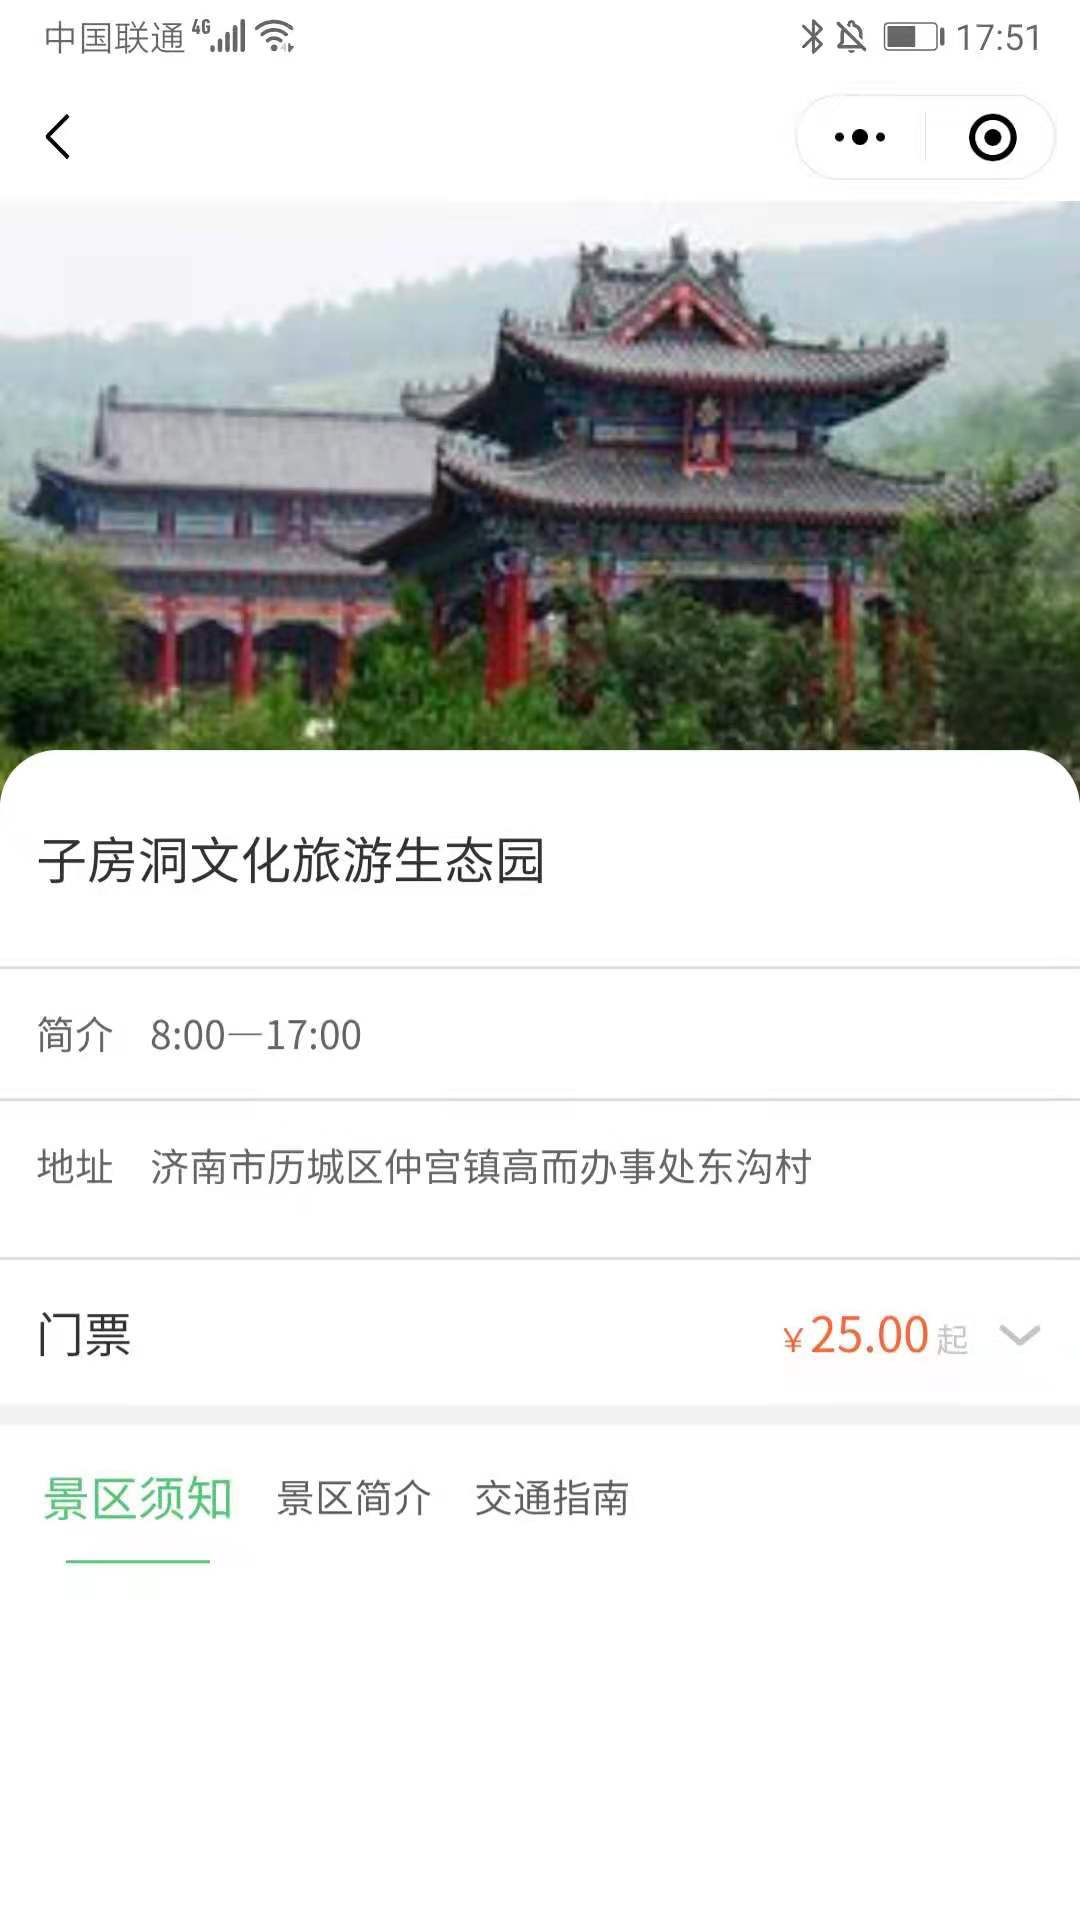 中国联通 4G 17:51
子房洞文化旅游生态园
简介 8:00—17:00
地址 济南市历城区仲宫镇高而办事处东沟村
门票 ¥25.00起
景区须知 景区简介 交通指南